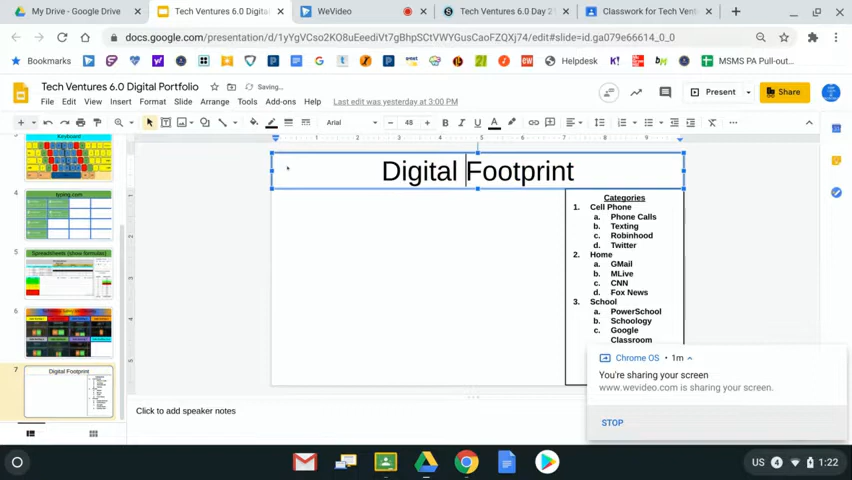 My Drive - Google Drive
Tech Ventures 6.0 Digital
WeVideo
Tech Ventures 6.0 Day 21
Classwork for Tech Vent
docs.google.com/presentation/d/1yYgVCso2KO8uEediVt7gBhpSCtVWYGusCaoFZQXj74/edit#slide=id.ga079e66614_0_0
Bookmarks
Helpdesk
MSMS PA Pull-out...
Tech Ventures 6.0 Digital Portfolio
Saving...
File Edit View Insert Format Slide Arrange Tools Add-ons Help
Last edit was yesterday at 3:00 PM
Present
Share
Arial
48
Keyboard
4
typing.com
5
Spreadsheets (show formulas)
6
7
Digital Footprint
Digital Footprint
Categories
1. Cell Phone
a. Phone Calls
b. Texting
c. Robinhood
d. Twitter
2. Home
a. GMail
b. MLive
c. CNN
d. Fox News
3. School
a. PowerSchool
b. Schoology
c. Google
Classroom
Click to add speaker notes
Chrome OS • 1m
You're sharing your screen
www.wevideo.com is sharing your screen.
STOP
US 4 1:22